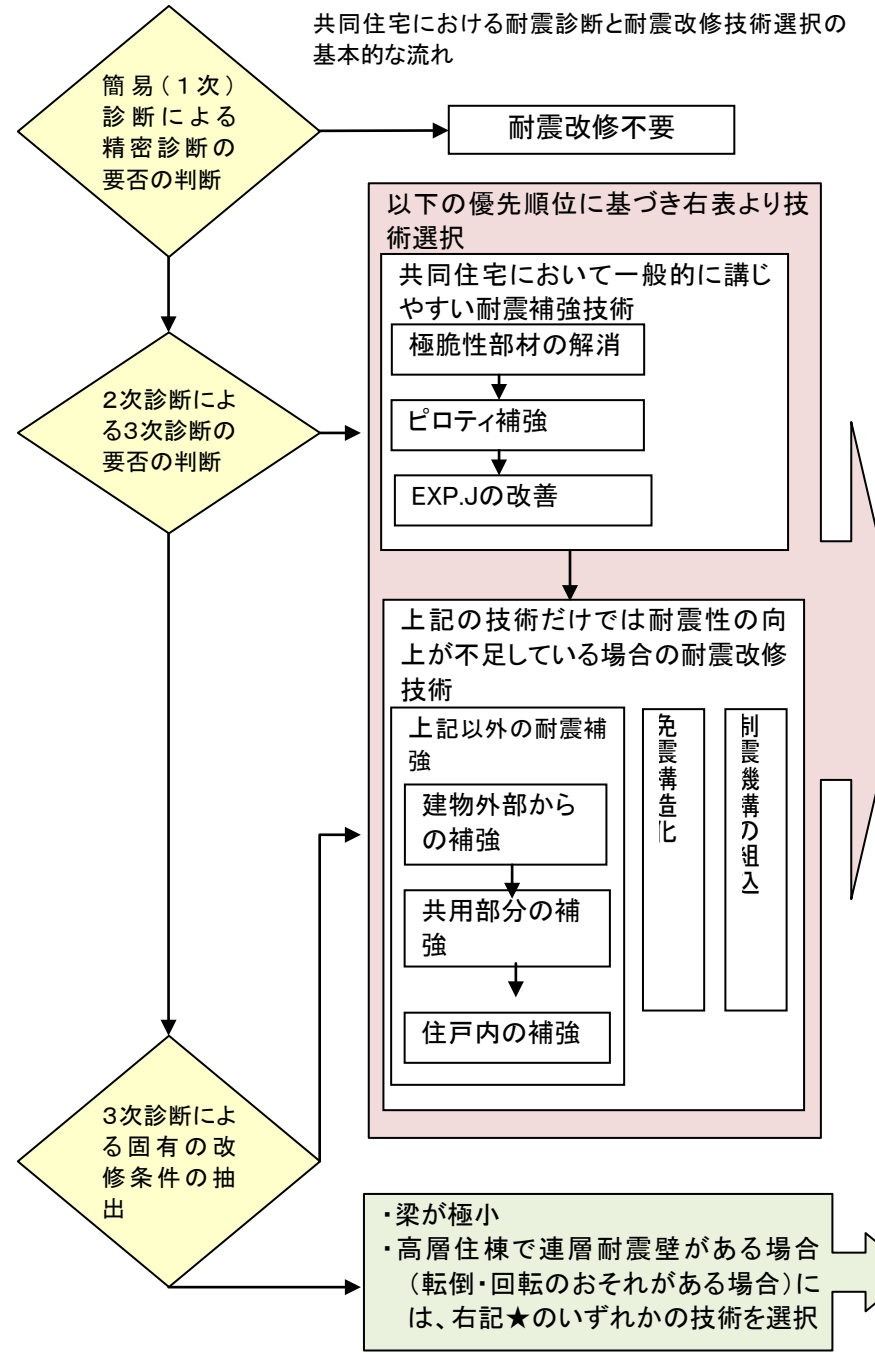 共同住宅における耐震診断と耐震改修技術選択の
基本的な流れ
簡易(1次)
診断による
精密診断の
要否の判断
耐震改修不要
以下の優先順位に基づき右表より技
術選択
共同住宅において一般的に講じ
やすい耐震補強技術
極脆性部材の解消
ピロティ補強
EXP.Jの改善
2次診断によ
る3次診断の
要否の判断
上記の技術だけでは耐震性の向
上が不足している場合の耐震改修
技術
上記以外の耐震補
強
建物外部から
の補強
共用部分の補
強
住戸内の補強
免震構造化
制震機構の組込
3次診断によ
る固有の改
修条件の抽
出
・梁が極小
・高層住棟で連層耐震壁がある場合
(転倒・回転のおそれがある場合)に
は、右記★のいずれかの技術を選択